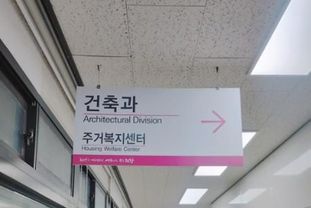 건축과
Architectural Division
주거복지센터
Housing Welfare Center